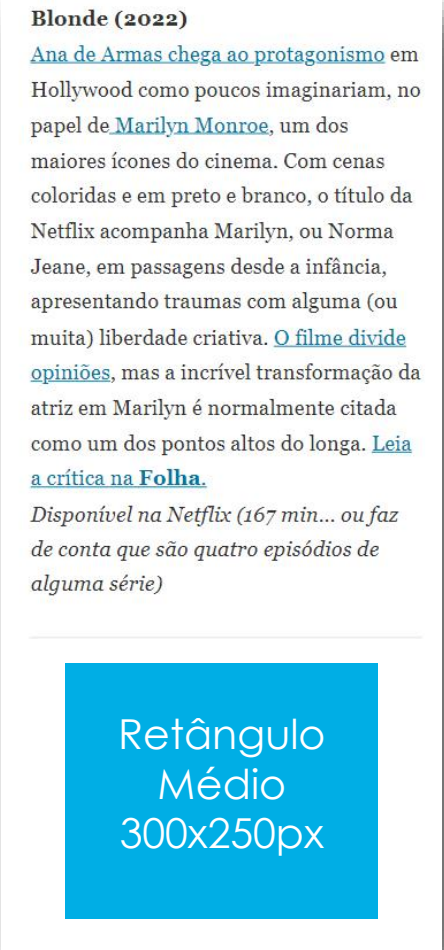 Blonde (2022)
Ana de Armas chega ao protagonismo em
Hollywood como poucos imaginariam, no
papel de Marilyn Monroe, um dos
maiores ícones do cinema. Com cenas
coloridas e em preto e branco, o título da
Netflix acompanha Marilyn, ou Norma
Jeane, em passagens desde a infância,
apresentando traumas com alguma (ou
muita) liberdade criativa. O filme divide
opiniões, mas a incrível transformação da
atriz em Marilyn é normalmente citada
como um dos pontos altos do longa. Leia
a crítica na Folha.
Disponível na Netflix (167 min... ou faz
de conta que são quatro episódios de
alguma série)
Retângulo
Médio
300x250px